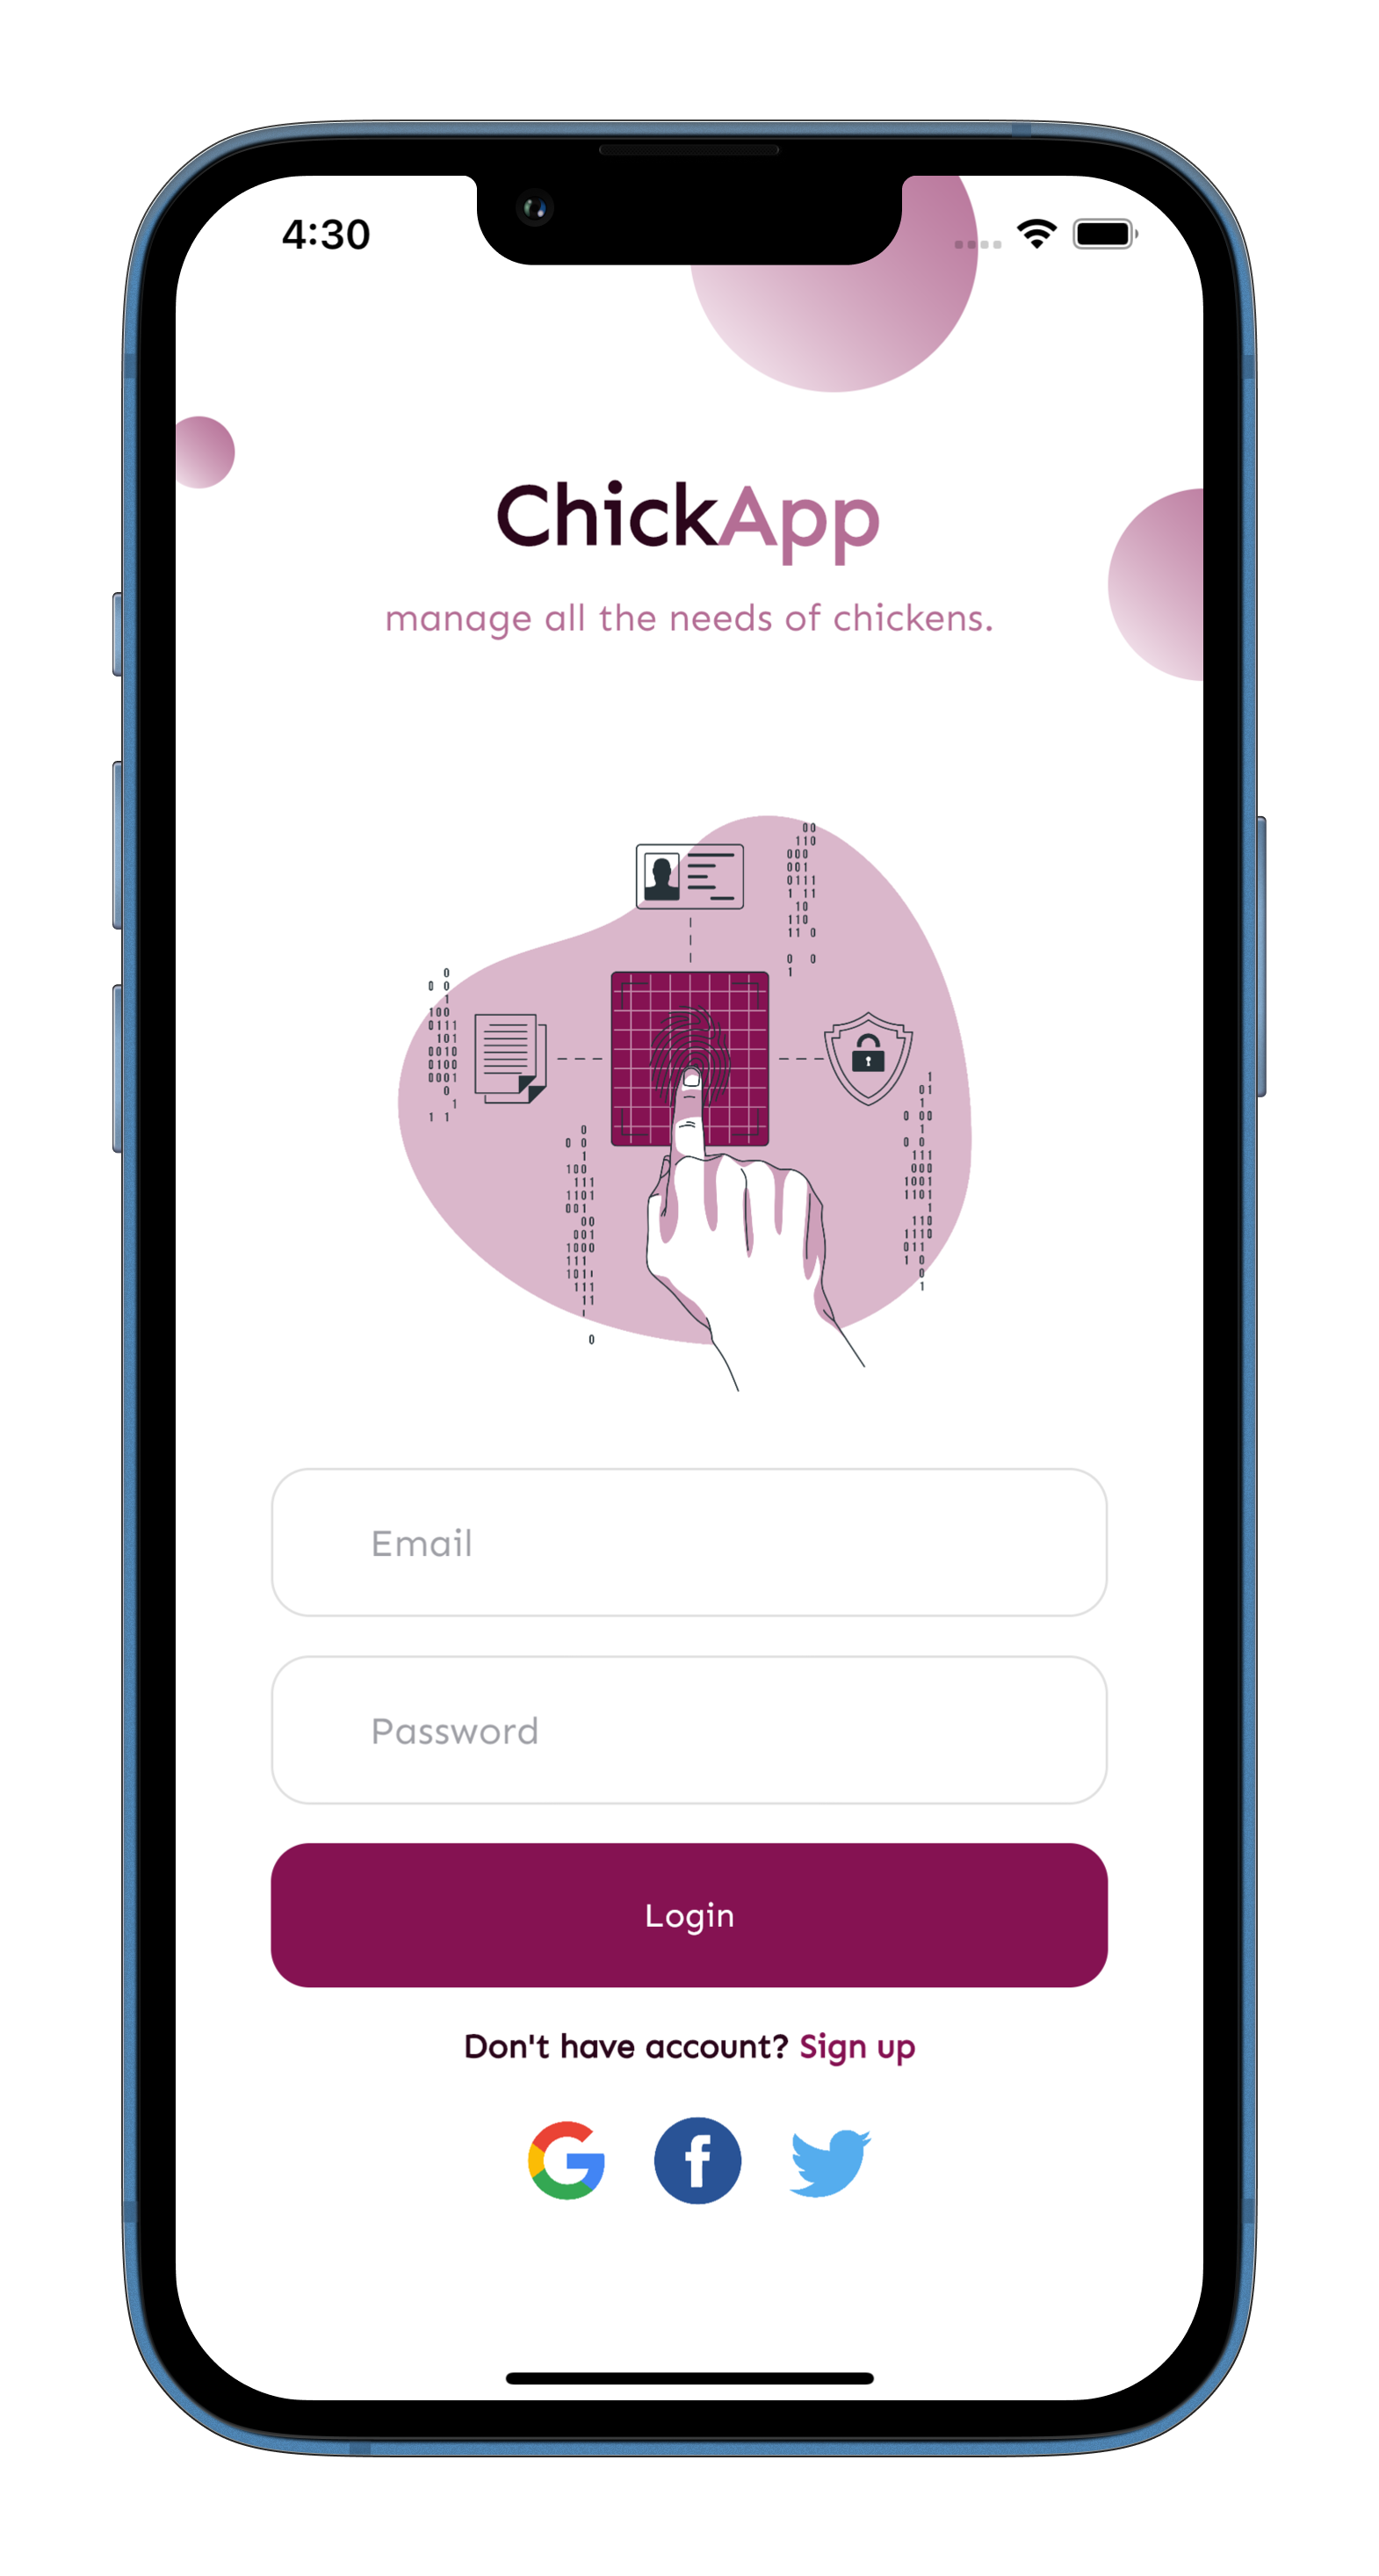 4:30
ChickApp
manage all the needs of chickens.
Email
Password
Login
Don't have account? Sign up